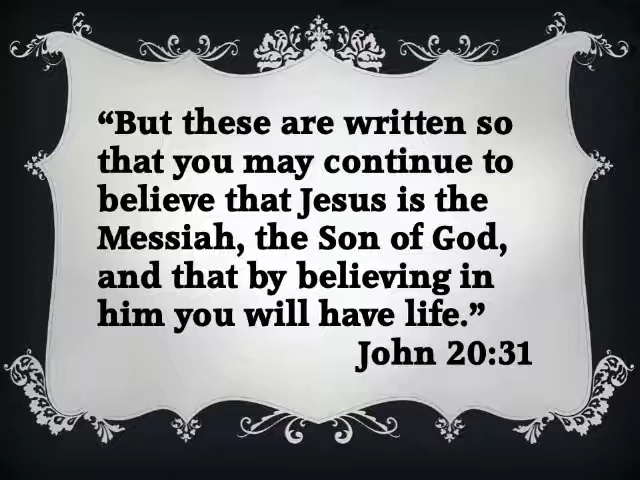 “But these are written so
that you may continue to
believe that Jesus is the
Messiah, the Son of God,
and that by believing in
him you will have life.”
John 20:31